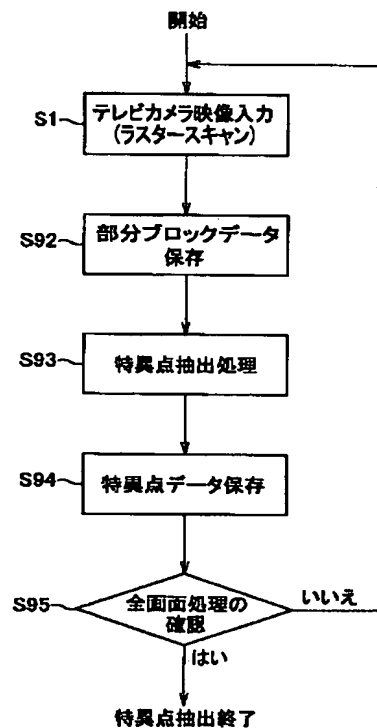 開始
S1
テレビカメラ映像入力
(ラスタースキャン)
S92
部分ブロックデータ
保存
S93
特異点抽出処理
S94
特異点データ保存
S95
全画面処理の
確認
いいえ
はい
特異点抽出終了